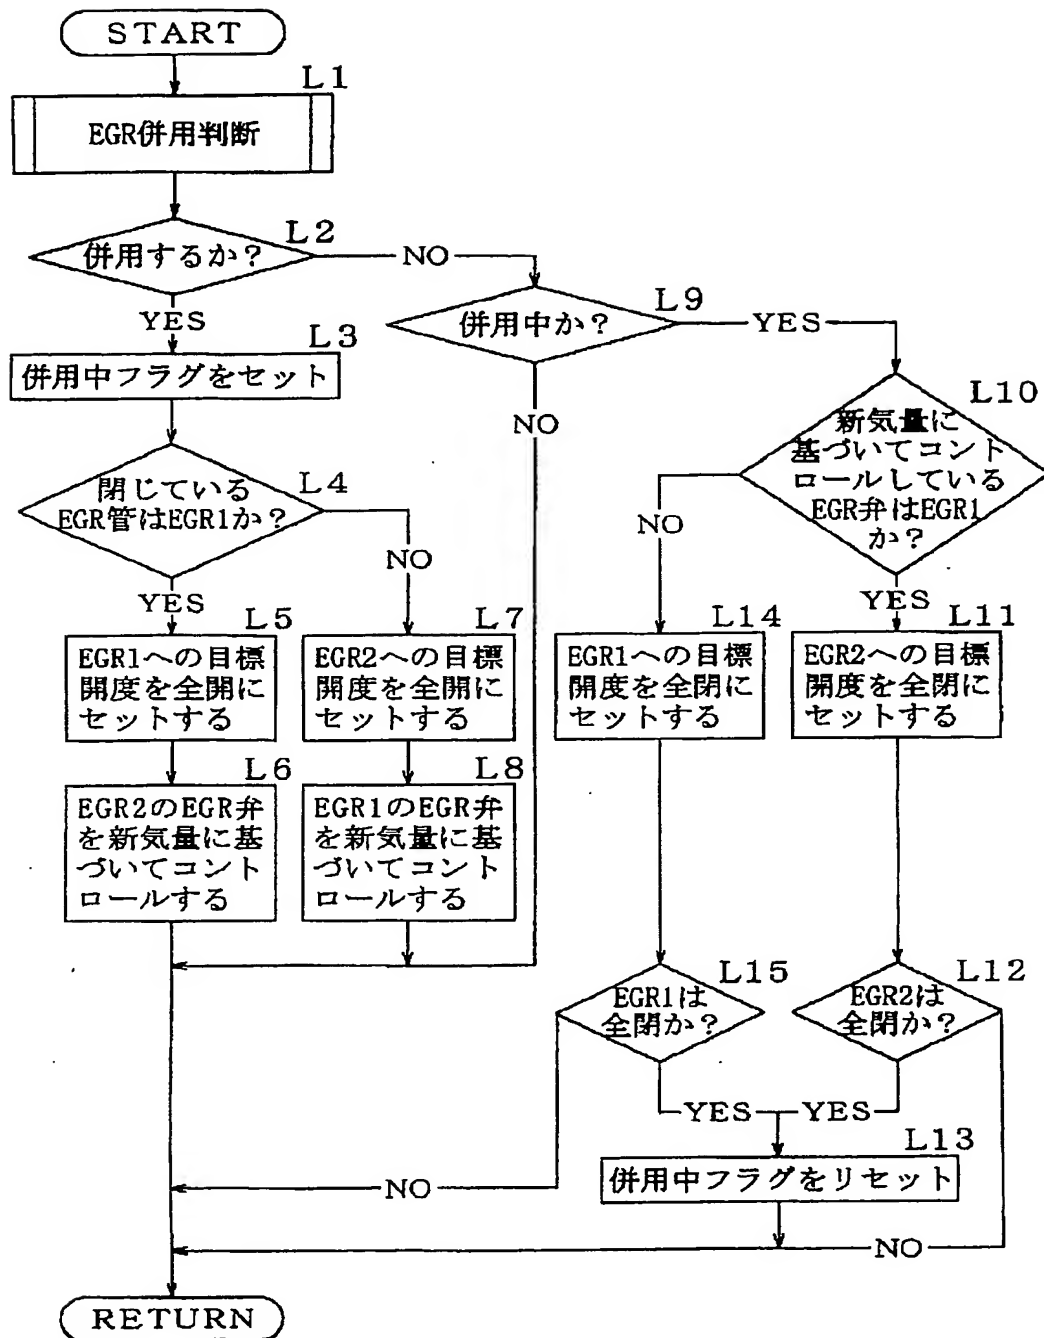 START
L1
EGR併用判断
L2
併用するか?
NO
YES
L3
併用中フラグをセット
L4
閉じている
EGR管はEGR1か?
NO
YES
L5
EGR1への目標
開度を全開に
セットする
L6
EGR2のEGR弁
を新気量に基
づいてコント
ロールする
L7
EGR2への目標
開度を全開に
セットする
L8
EGR1のEGR弁
を新気量に基
づいてコント
ロールする
L9
併用中か?
YES
NO
L10
新気量に
基づいてコント
ロールしている
EGR弁はEGR1
か?
NO
YES
L14
EGR1への目標
開度を全閉に
セットする
L11
EGR2への目標
開度を全閉に
セットする
L15
EGR1は
全閉か?
L12
EGR2は
全閉か?
YES
YES
L13
併用中フラグをリセット
NO
NO
RETURN